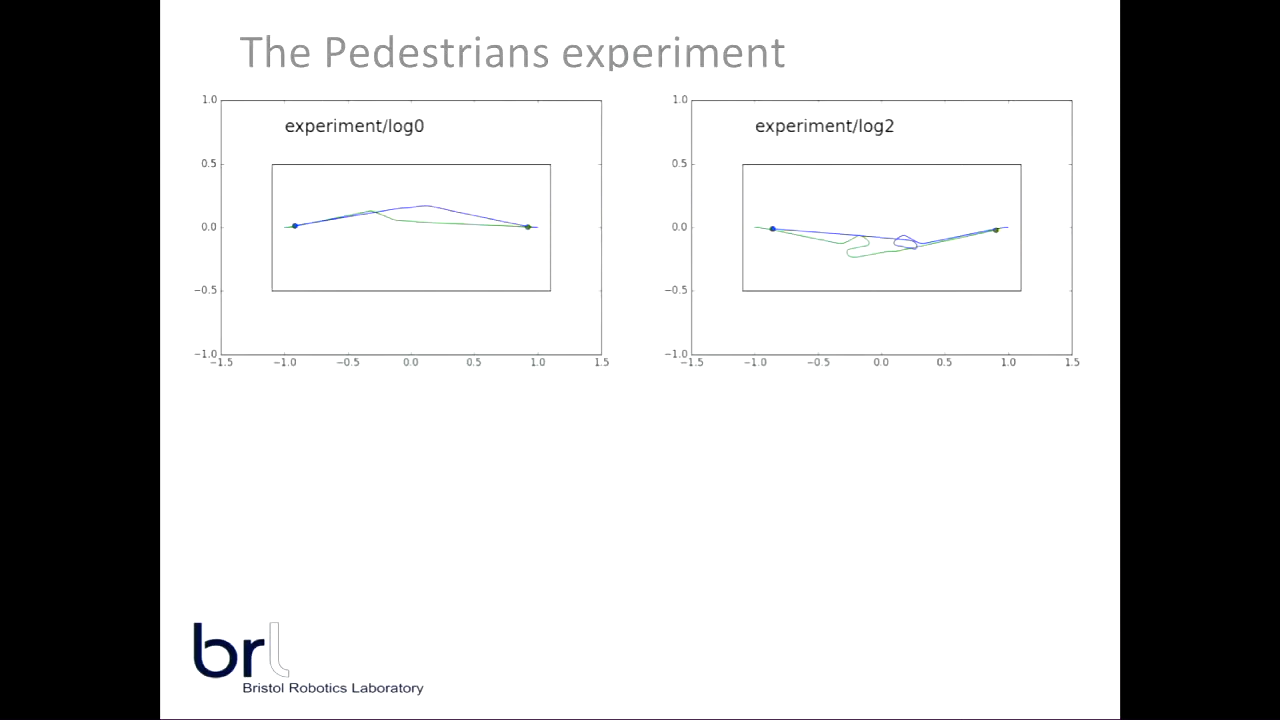 The Pedestrians experiment
1.0
experiment/log0
0.5
0.0
−0.5
−1.0
−1.5 −1.0 −0.5 0.0 0.5 1.0 1.5
1.0
experiment/log2
0.5
0.0
−0.5
−1.0
−1.5 −1.0 −0.5 0.0 0.5 1.0 1.5
brl
Bristol Robotics Laboratory